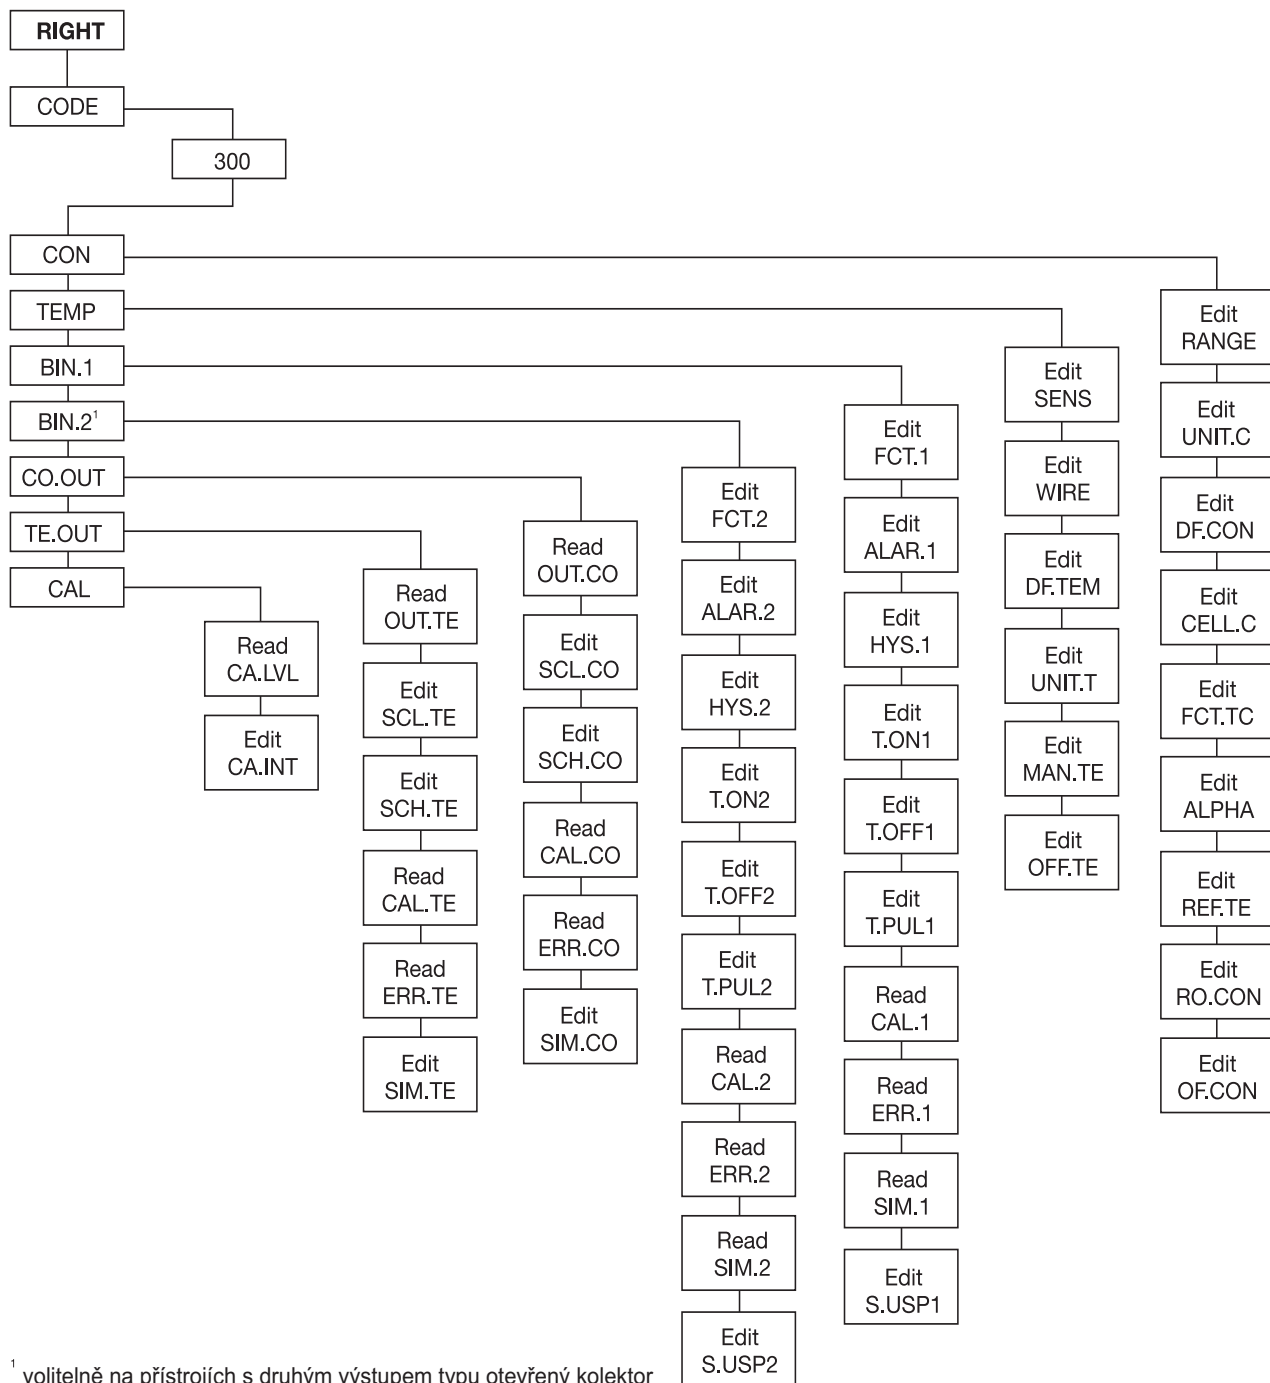 RIGHT
CODE
300
CON
TEMP
BIN.1
BIN.2¹
CO.OUT
TE.OUT
CAL
Read
CA.LVL
Edit
CA.INT
Read
OUT.TE
Edit
SCL.TE
Edit
SCH.TE
Read
CAL.TE
Read
ERR.TE
Edit
SIM.TE
Read
OUT.CO
Edit
SCL.CO
Edit
SCH.CO
Read
CAL.CO
Read
ERR.CO
Edit
SIM.CO
Edit
FCT.2
Edit
ALAR.2
Edit
HYS.2
Edit
T.ON2
Edit
T.OFF2
Edit
T.PUL2
Read
CAL.2
Read
ERR.2
Read
SIM.2
Edit
S.USP2
Edit
FCT.1
Edit
ALAR.1
Edit
HYS.1
Edit
T.ON1
Edit
T.OFF1
Edit
T.PUL1
Read
CAL.1
Read
ERR.1
Read
SIM.1
Edit
S.USP1
Edit
SENS
Edit
WIRE
Edit
DF.TEM
Edit
UNIT.T
Edit
MAN.TE
Edit
OFF.TE
Edit
RANGE
Edit
UNIT.C
Edit
DF.CON
Edit
CELL.C
Edit
FCT.TC
Edit
ALPHA
Edit
REF.TE
Edit
RO.CON
Edit
OF.CON
¹ volitelně na přístrojích s druhým výstupem typu otevřený kolektor